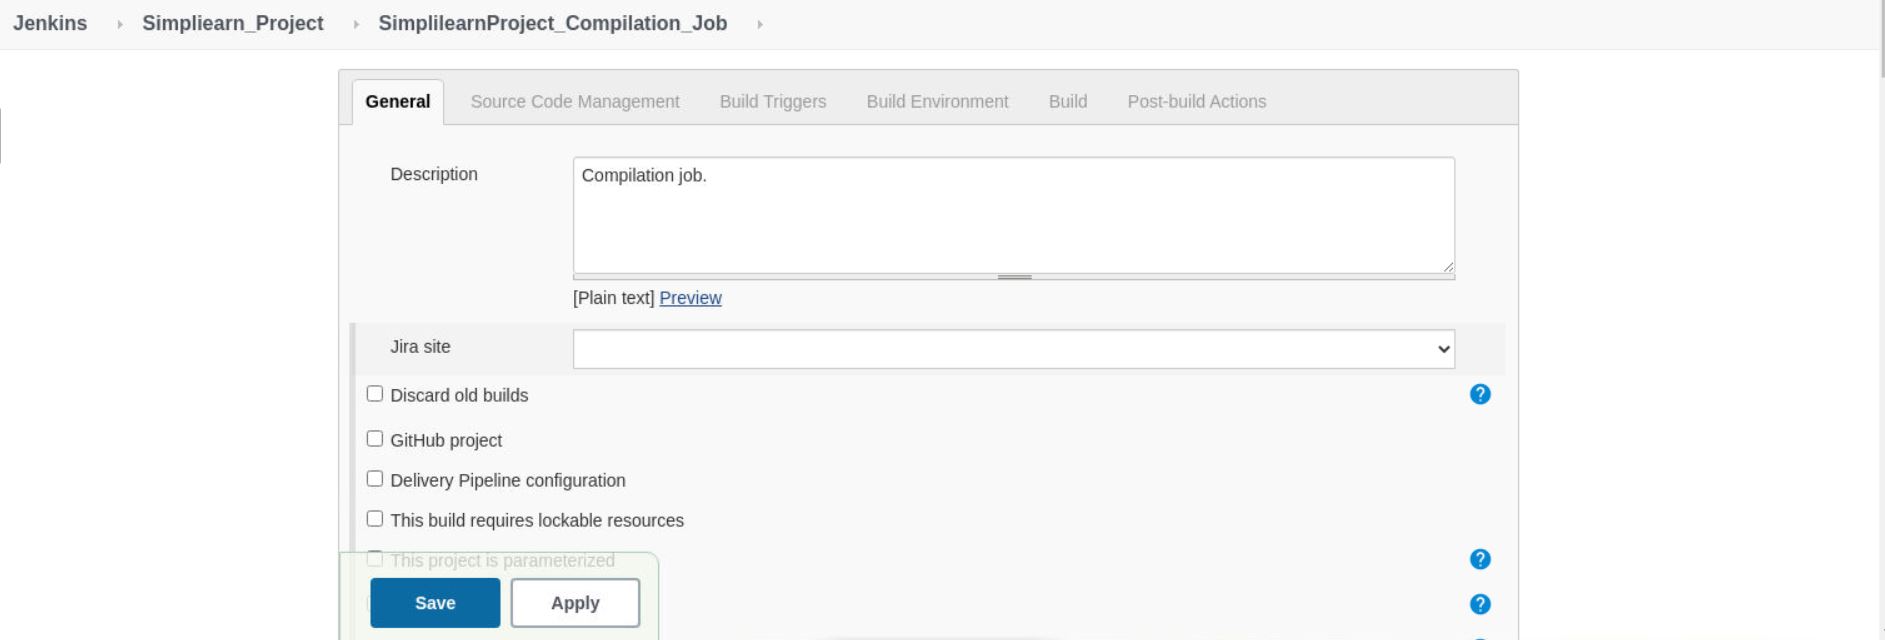 Jenkins Simpliearn_Project SimplilearnProject_Compilation_Job
General Source Code Management Build Triggers Build Environment Build Post-build Actions
Description
Compilation job.
[Plain text] Preview
Jira site
Discard old builds
GitHub project
Delivery Pipeline configuration
This build requires lockable resources
This project is parameterized
Save Apply